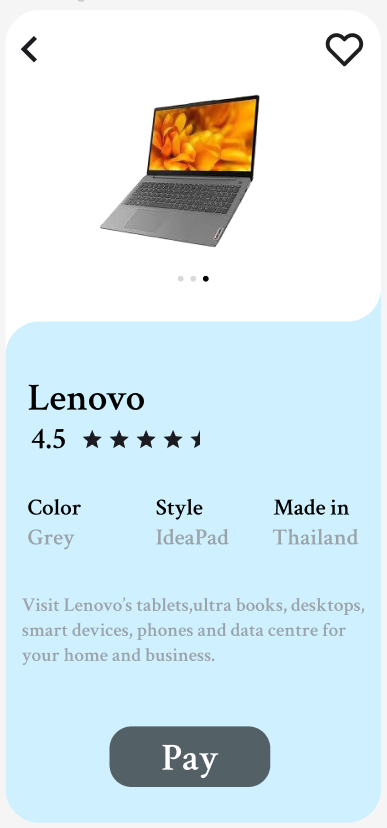 Lenovo
4.5
Color Style Made in
Grey IdeaPad Thailand
Visit Lenovo’s tablets,ultra books, desktops,
smart devices, phones and data centre for
your home and business.
Pay